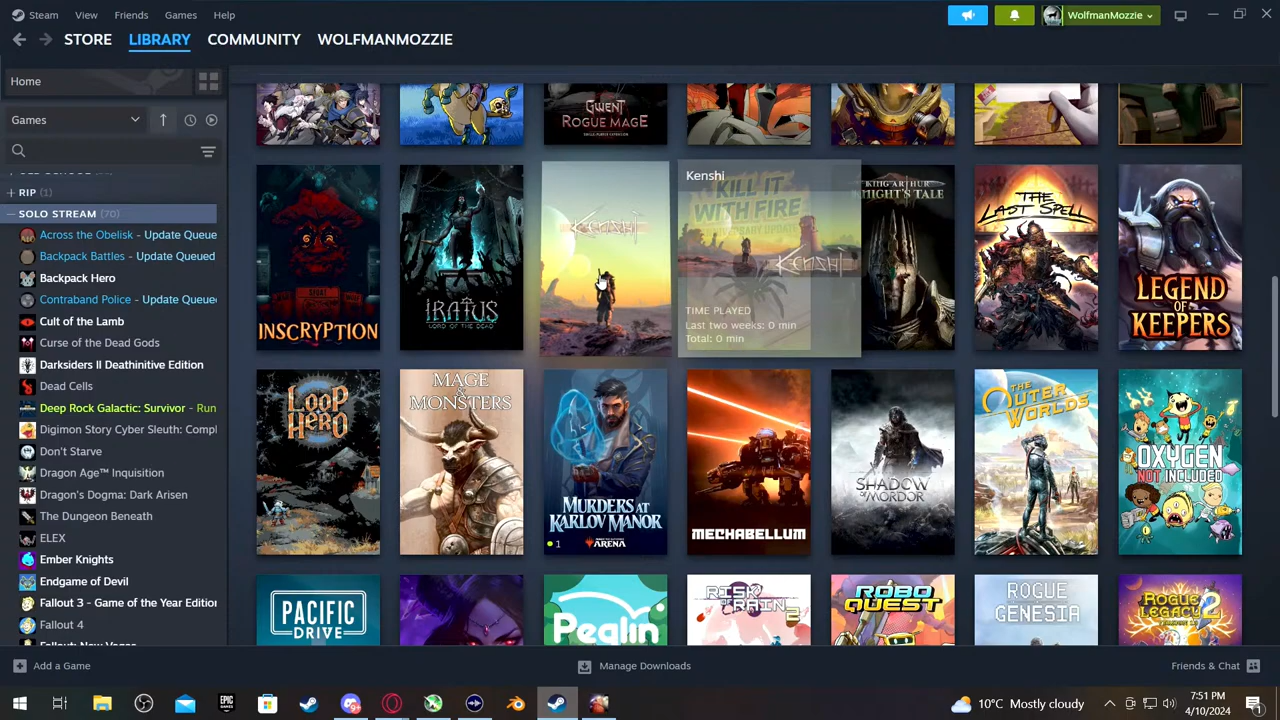 Steam View Friends Games Help
WolfmanMozzie
STORE LIBRARY COMMUNITY WOLFMANMOZZIE
Home
Games
RIP (1)
SOLO STREAM (70)
Across the Obelisk - Update Queue
Backpack Battles - Update Queued
Backpack Hero
Contraband Police - Update Queue
Cult of the Lamb
Curse of the Dead Gods
Darksiders II Deathinitive Edition
Dead Cells
Deep Rock Galactic: Survivor - Run
Digimon Story Cyber Sleuth: Compl
Don't Starve
Dragon Age™ Inquisition
Dragon's Dogma: Dark Arisen
The Dungeon Beneath
ELEX
Ember Knights
Endgame of Devil
Fallout 3 - Game of the Year Edition
Fallout 4
GWENT
ROGUE MAGE
SINGLE-PLAYER EXPANSION
INSCRYPTION
IRATUS
LORD OF THE DEAD
KENSHI
Kenshi
KILL IT
WITH FIRE
ANNIVERSARY UPDATE
KENSHI
TIME PLAYED
Last two weeks: 0 min
Total: 0 min
KING ARTHUR
KNIGHT'S TALE
THE
LAST SPELL
LEGEND
OF
KEEPERS
LOOP
HERO
MAGE
&
MONSTERS
MURDERS AT
KARLOV MANOR
ARENA
1
MECHABELLUM
SHADOW
OF MORDOR
THE
OUTER
WORLDS
OXYGEN
NOT INCLUDED
PACIFIC
DRIVE
Peglin
RISK OF RAIN 2
ROBO
QUEST
ROGUE
GENESIA
ROGUE
LEGACY 2
Add a Game
Manage Downloads
Friends & Chat
10°C Mostly cloudy
7:51 PM
4/10/2024